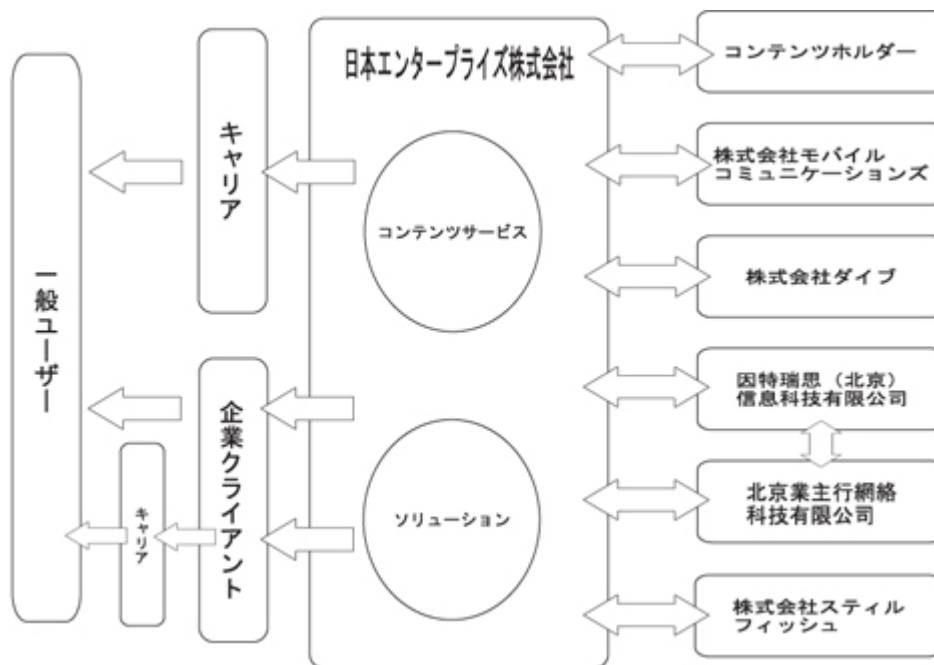 日本エンタープライズ株式会社
コンテンツサービス
ソリューション
キャリア
企業クライアント
キャリア
一般ユーザー
コンテンツホルダー
株式会社モバイル
コミュニケーションズ
株式会社ダイブ
因特瑞思（北京）
信息科技有限公司
北京業主行網絡
科技有限公司
株式会社スティル
フィッシュ